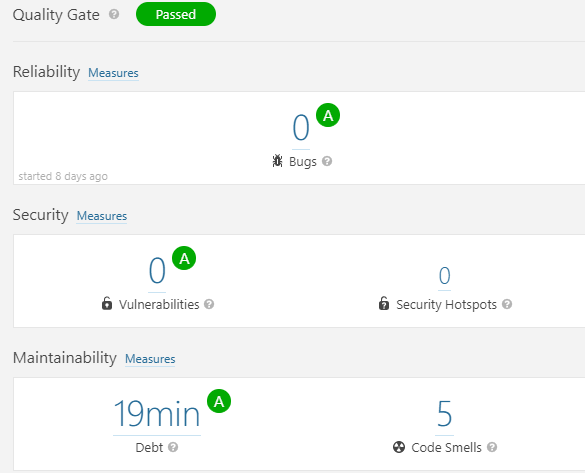 Quality Gate ? Passed
Reliability Measures
0 A
Bugs ?
started 8 days ago
Security Measures
0 A 0
Vulnerabilities ? Security Hotspots ?
Maintainability Measures
19min A 5
Debt ? Code Smells ?